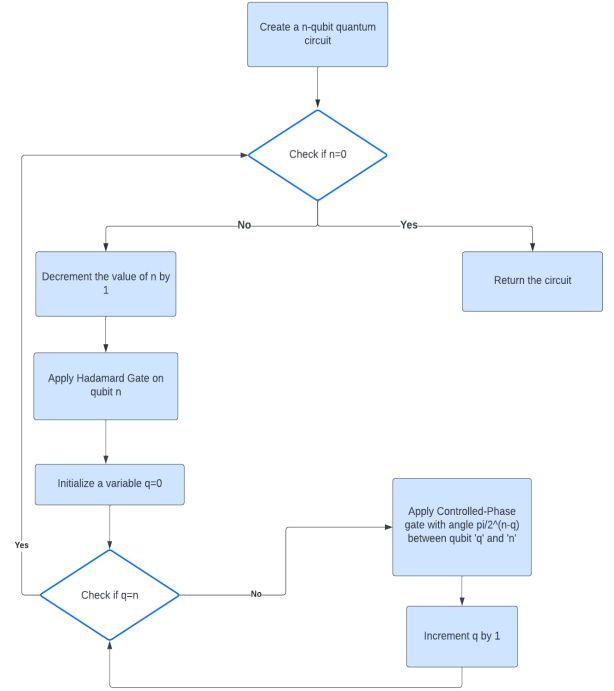 Create a n-qubit quantum
circuit
Check if n=0
No
Yes
Decrement the value of n by
1
Return the circuit
Apply Hadamard Gate on
qubit n
Initialize a variable q=0
Apply Controlled-Phase
gate with angle pi/2^(n-q)
between qubit 'q' and 'n'
Yes
Check if q=n
No
Increment q by 1